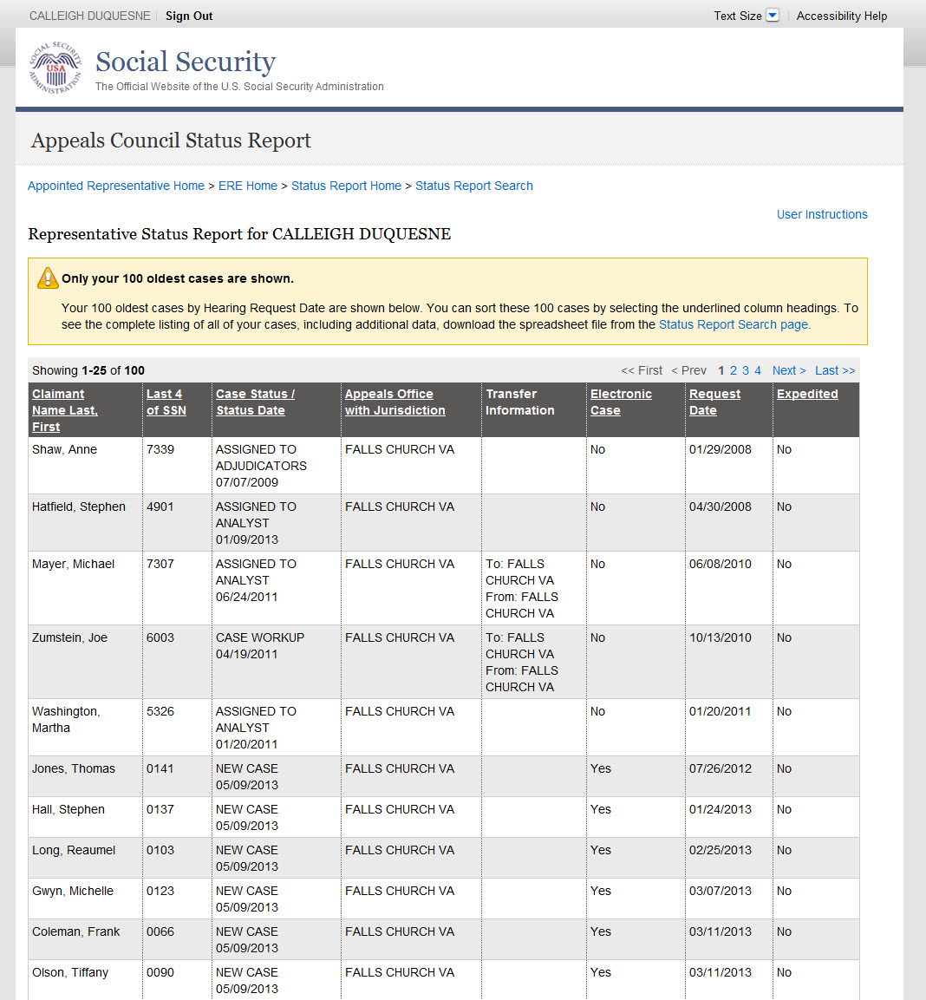 CALLEIGH DUQUESNE Sign Out Text Size Accessibility Help
SOCIAL SECURITY ADMINISTRATION
USA
Social Security
The Official Website of the U.S. Social Security Administration
Appeals Council Status Report
Appointed Representative Home > ERE Home > Status Report Home > Status Report Search
User Instructions
Representative Status Report for CALLEIGH DUQUESNE
Only your 100 oldest cases are shown.
Your 100 oldest cases by Hearing Request Date are shown below. You can sort these 100 cases by selecting the underlined column headings. To
see the complete listing of all of your cases, including additional data, download the spreadsheet file from the Status Report Search page.
Showing 1-25 of 100 << First < Prev 1 2 3 4 Next > Last >>
Claimant Last 4 Case Status / Appeals Office Transfer Electronic Request Expedited
Name Last, of SSN Status Date with Jurisdiction Information Case Date
First
Shaw, Anne 7339 ASSIGNED TO FALLS CHURCH VA No 01/29/2008 No
ADJUDICATORS
07/07/2009
Hatfield, Stephen 4901 ASSIGNED TO FALLS CHURCH VA No 04/30/2008 No
ANALYST
01/09/2013
Mayer, Michael 7307 ASSIGNED TO FALLS CHURCH VA To: FALLS No 06/08/2010 No
ANALYST CHURCH VA
06/24/2011 From: FALLS
CHURCH VA
Zumstein, Joe 6003 CASE WORKUP FALLS CHURCH VA To: FALLS No 10/13/2010 No
04/19/2011 CHURCH VA
From: FALLS
CHURCH VA
Washington, 5326 ASSIGNED TO FALLS CHURCH VA No 01/20/2011 No
Martha ANALYST
01/20/2011
Jones, Thomas 0141 NEW CASE FALLS CHURCH VA Yes 07/26/2012 No
05/09/2013
Hall, Stephen 0137 NEW CASE FALLS CHURCH VA Yes 01/24/2013 No
05/09/2013
Long, Reaumel 0103 NEW CASE FALLS CHURCH VA Yes 02/25/2013 No
05/09/2013
Gwyn, Michelle 0123 NEW CASE FALLS CHURCH VA Yes 03/07/2013 No
05/09/2013
Coleman, Frank 0066 NEW CASE FALLS CHURCH VA Yes 03/11/2013 No
05/09/2013
Olson, Tiffany 0090 NEW CASE FALLS CHURCH VA Yes 03/11/2013 No
05/09/2013